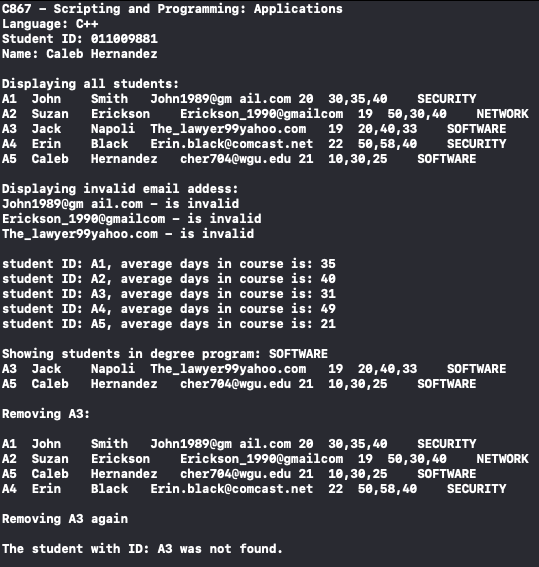 C867 - Scripting and Programming: Applications
Language: C++
Student ID: 011009881
Name: Caleb Hernandez
Displaying all students:
A1 John Smith John1989@gm ail.com 20 30,35,40 SECURITY
A2 Suzan Erickson Erickson_1990@gmailcom 19 50,30,40 NETWORK
A3 Jack Napoli The_lawyer99yahoo.com 19 20,40,33 SOFTWARE
A4 Erin Black Erin.black@comcast.net 22 50,58,40 SECURITY
A5 Caleb Hernandez cher704@wgu.edu 21 10,30,25 SOFTWARE
Displaying invalid email addess:
John1989@gm ail.com - is invalid
Erickson_1990@gmailcom - is invalid
The_lawyer99yahoo.com - is invalid
student ID: A1, average days in course is: 35
student ID: A2, average days in course is: 40
student ID: A3, average days in course is: 31
student ID: A4, average days in course is: 49
student ID: A5, average days in course is: 21
Showing students in degree program: SOFTWARE
A3 Jack Napoli The_lawyer99yahoo.com 19 20,40,33 SOFTWARE
A5 Caleb Hernandez cher704@wgu.edu 21 10,30,25 SOFTWARE
Removing A3:
A1 John Smith John1989@gm ail.com 20 30,35,40 SECURITY
A2 Suzan Erickson Erickson_1990@gmailcom 19 50,30,40 NETWORK
A5 Caleb Hernandez cher704@wgu.edu 21 10,30,25 SOFTWARE
A4 Erin Black Erin.black@comcast.net 22 50,58,40 SECURITY
Removing A3 again
The student with ID: A3 was not found.